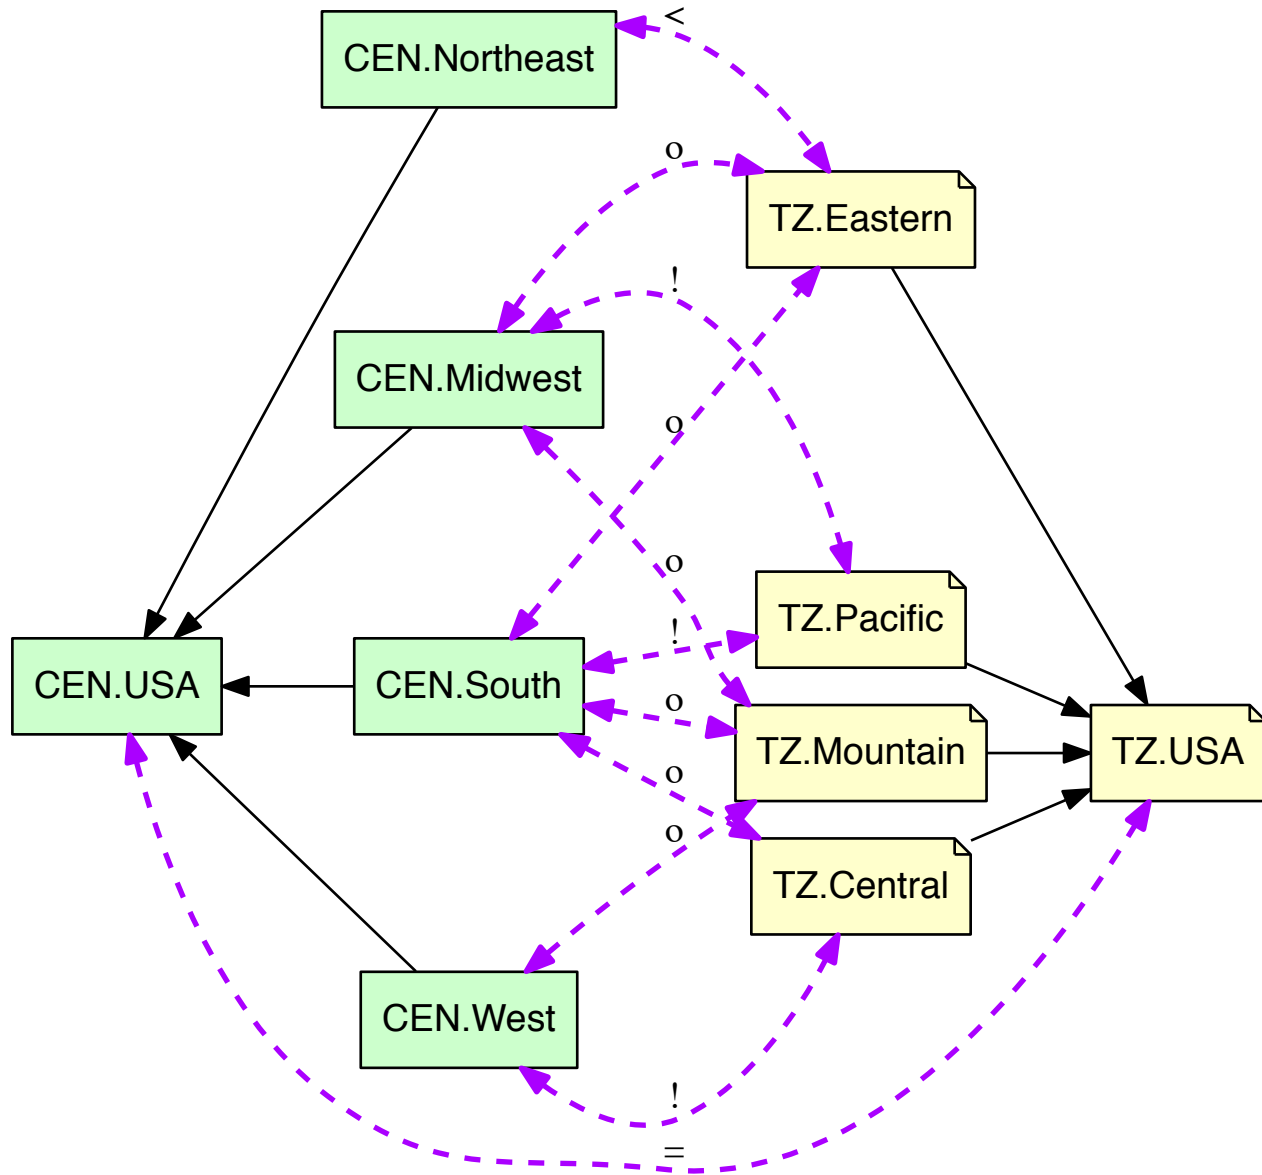 <
CEN.Northeast
o
TZ.Eastern
!
CEN.Midwest
o
o
TZ.Pacific
!
CEN.USA
CEN.South
o
TZ.Mountain
TZ.USA
o
o
TZ.Central
CEN.West
!
=